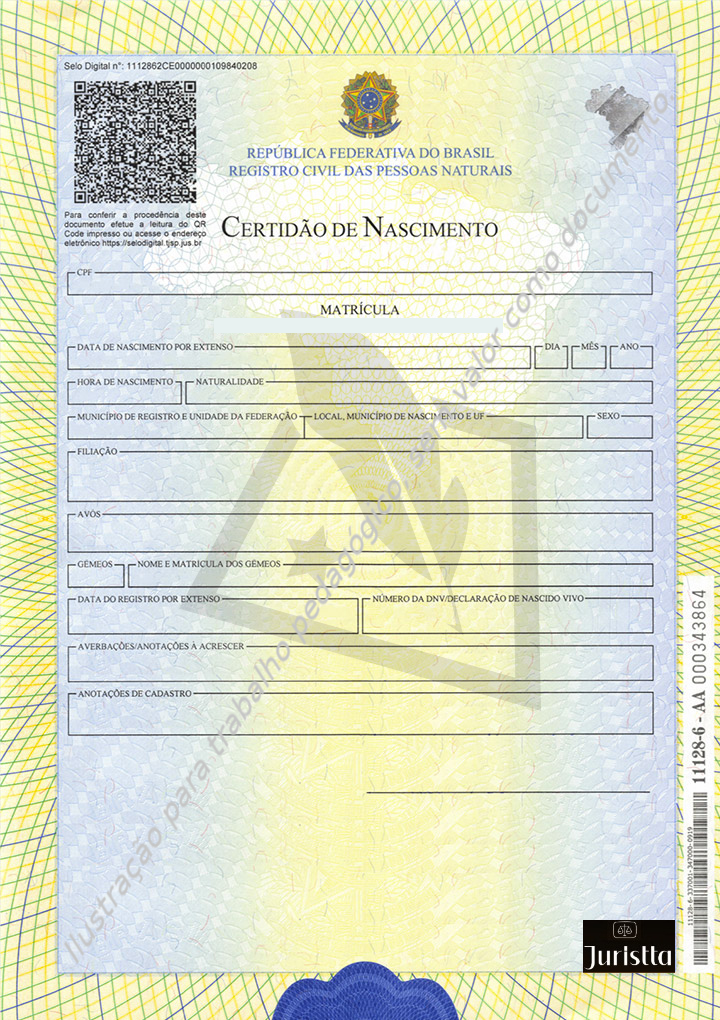 Selo Digital n°: 1112862CE0000000109840208
REPÚBLICA FEDERATIVA DO BRASIL
REGISTRO CIVIL DAS PESSOAS NATURAIS
Para conferir a procedência deste
documento efetue a leitura do QR
Code impresso ou acesse o endereço
eletrônico https://selodigital.tjsp.jus.br
CERTIDÃO DE NASCIMENTO
CPF
MATRÍCULA
DATA DE NASCIMENTO POR EXTENSO DIA MÊS ANO
HORA DE NASCIMENTO NATURALIDADE
MUNICÍPIO DE REGISTRO E UNIDADE DA FEDERAÇÃO LOCAL, MUNICÍPIO DE NASCIMENTO E UF SEXO
FILIAÇÃO
AVÓS
GÊMEOS NOME E MATRICULA DOS GÊMEOS
DATA DO REGISTRO POR EXTENSO NÚMERO DA DNV/DECLARAÇÃO DE NASCIDO VIVO
AVERBAÇÕES/ANOTAÇÕES À ACRESCER
ANOTAÇÕES DE CADASTRO
Ilustração para trabalho pedagógico, sem valor como documento
11128-6 - AA 000343864
11128-6-337001-347000-0919
Juristta